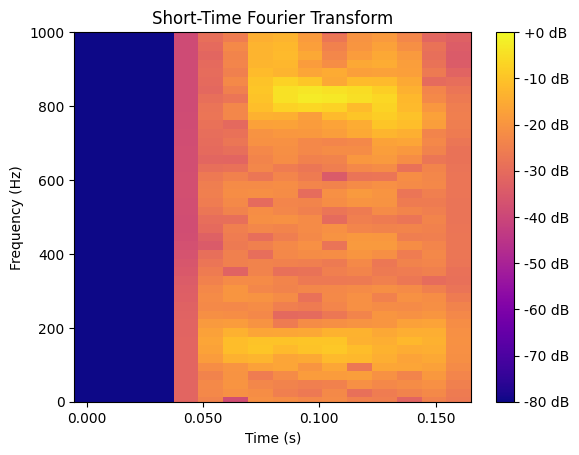 Short-Time Fourier Transform
Frequency (Hz)
1000
800
600
400
200
0
0.000
0.050
0.100
0.150
Time (s)
+0 dB
-10 dB
-20 dB
-30 dB
-40 dB
-50 dB
-60 dB
-70 dB
-80 dB